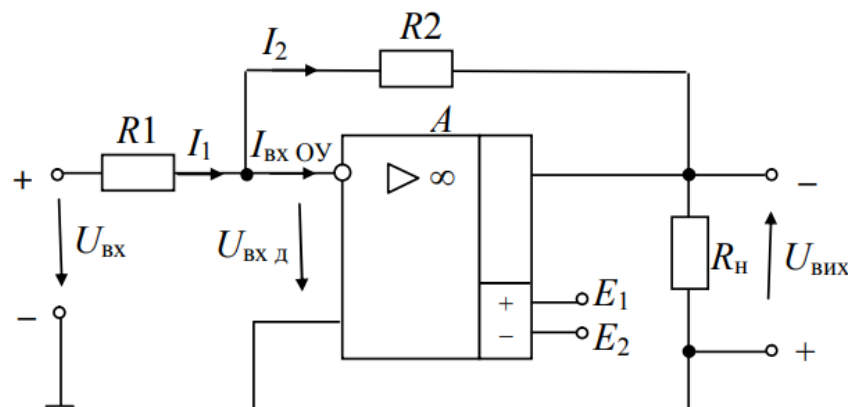 I₂
R2
A
R1
I₁
Iвх ОУ
▷ ∞
+
−
Uвх
Uвх д
Rн
Uвих
+
E₁
−
E₂
−
+